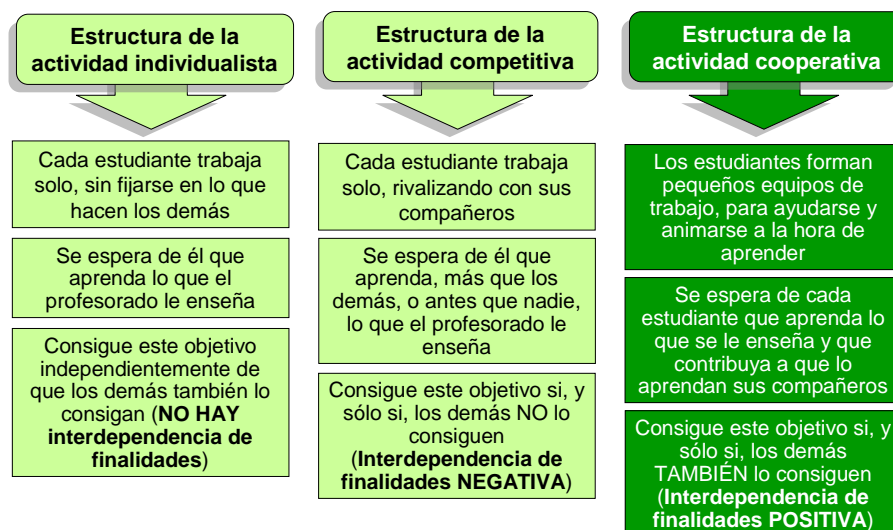 Estructura de la
actividad individualista
Cada estudiante trabaja
solo, sin fijarse en lo que
hacen los demás
Se espera de él que
aprenda lo que el
profesorado le enseña
Consigue este objetivo
independientemente de
que los demás también lo
consigan (NO HAY
interdependencia de
finalidades)
Estructura de la
actividad competitiva
Cada estudiante trabaja
solo, rivalizando con sus
compañeros
Se espera de él que
aprenda, más que los
demás, o antes que nadie,
lo que el profesorado le
enseña
Consigue este objetivo si, y
sólo si, los demás NO lo
consiguen
(Interdependencia de
finalidades NEGATIVA)
Estructura de la
actividad cooperativa
Los estudiantes forman
pequeños equipos de
trabajo, para ayudarse y
animarse a la hora de
aprender
Se espera de cada
estudiante que aprenda lo
que se le enseña y que
contribuya a que lo
aprendan sus compañeros
Consigue este objetivo si, y
sólo si, los demás
TAMBIÉN lo consiguen
(Interdependencia de
finalidades POSITIVA)